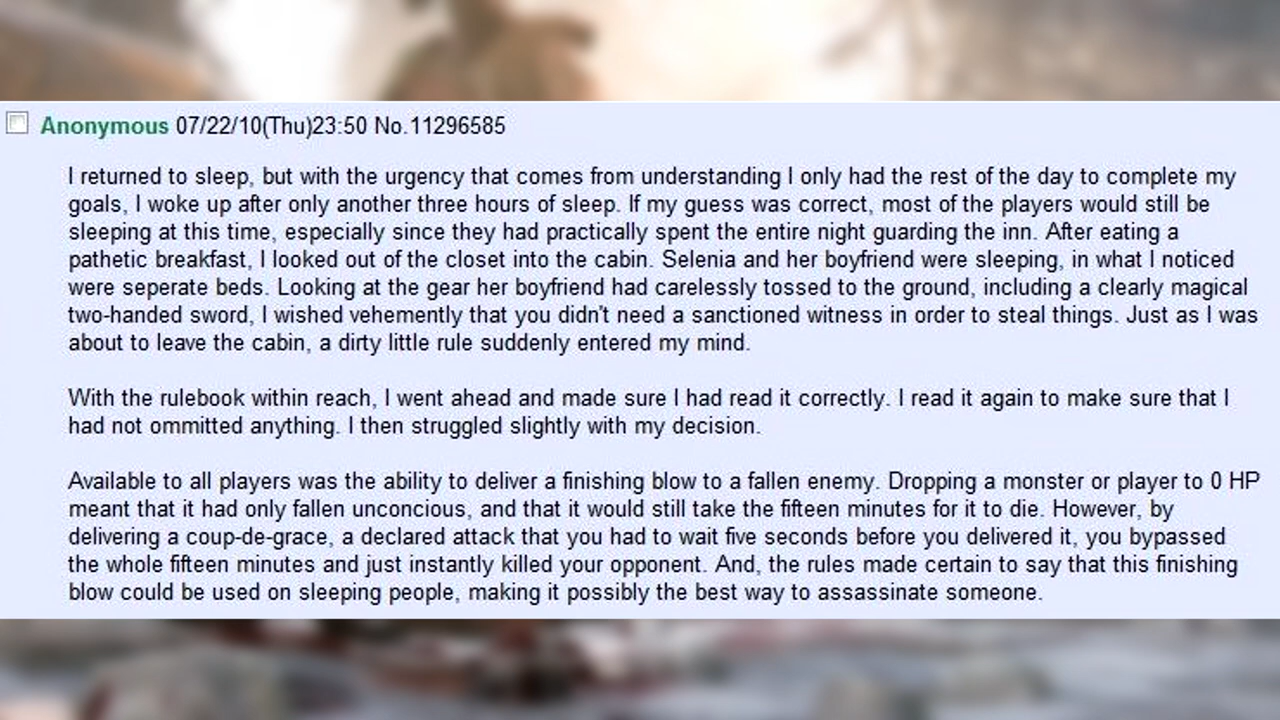 Anonymous 07/22/10(Thu)23:50 No.11296585
I returned to sleep, but with the urgency that comes from understanding I only had the rest of the day to complete my
goals, I woke up after only another three hours of sleep. If my guess was correct, most of the players would still be
sleeping at this time, especially since they had practically spent the entire night guarding the inn. After eating a
pathetic breakfast, I looked out of the closet into the cabin. Selenia and her boyfriend were sleeping, in what I noticed
were seperate beds. Looking at the gear her boyfriend had carelessly tossed to the ground, including a clearly magical
two-handed sword, I wished vehemently that you didn't need a sanctioned witness in order to steal things. Just as I was
about to leave the cabin, a dirty little rule suddenly entered my mind.
With the rulebook within reach, I went ahead and made sure I had read it correctly. I read it again to make sure that I
had not ommitted anything. I then struggled slightly with my decision.
Available to all players was the ability to deliver a finishing blow to a fallen enemy. Dropping a monster or player to 0 HP
meant that it had only fallen unconcious, and that it would still take the fifteen minutes for it to die. However, by
delivering a coup-de-grace, a declared attack that you had to wait five seconds before you delivered it, you bypassed
the whole fifteen minutes and just instantly killed your opponent. And, the rules made certain to say that this finishing
blow could be used on sleeping people, making it possibly the best way to assassinate someone.